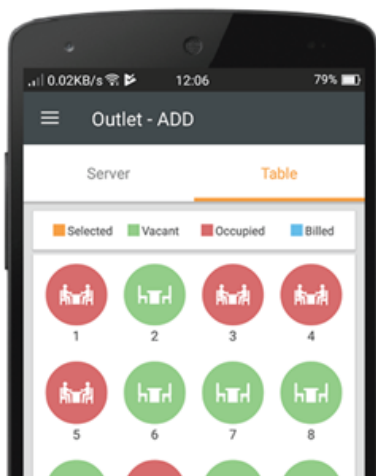 0.02KB/s 12:06 79%
Outlet - ADD
Server Table
Selected Vacant Occupied Billed
1 2 3 4
5 6 7 8